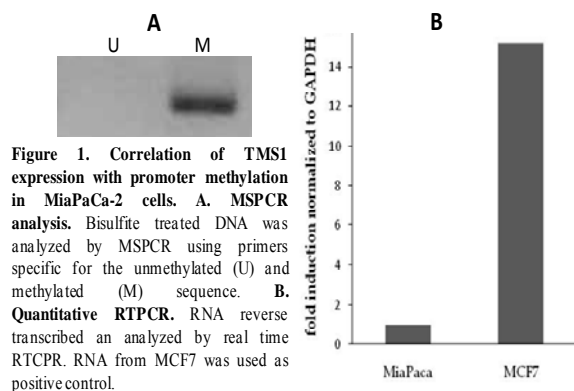 A
U M
Figure 1. Correlation of TMS1
expression with promoter methylation
in MiaPaCa-2 cells. A. MSPCR
analysis. Bisulfite treated DNA was
analyzed by MSPCR using primers
specific for the unmethylated (U) and
methylated (M) sequence. B.
Quantitative RTPCR. RNA reverse
transcribed an analyzed by real time
RTCPR. RNA from MCF7 was used as
positive control.
B
fold induction normalized to GAPDH
14
12
10
8
6
4
2
0
MiaPaca MCF7